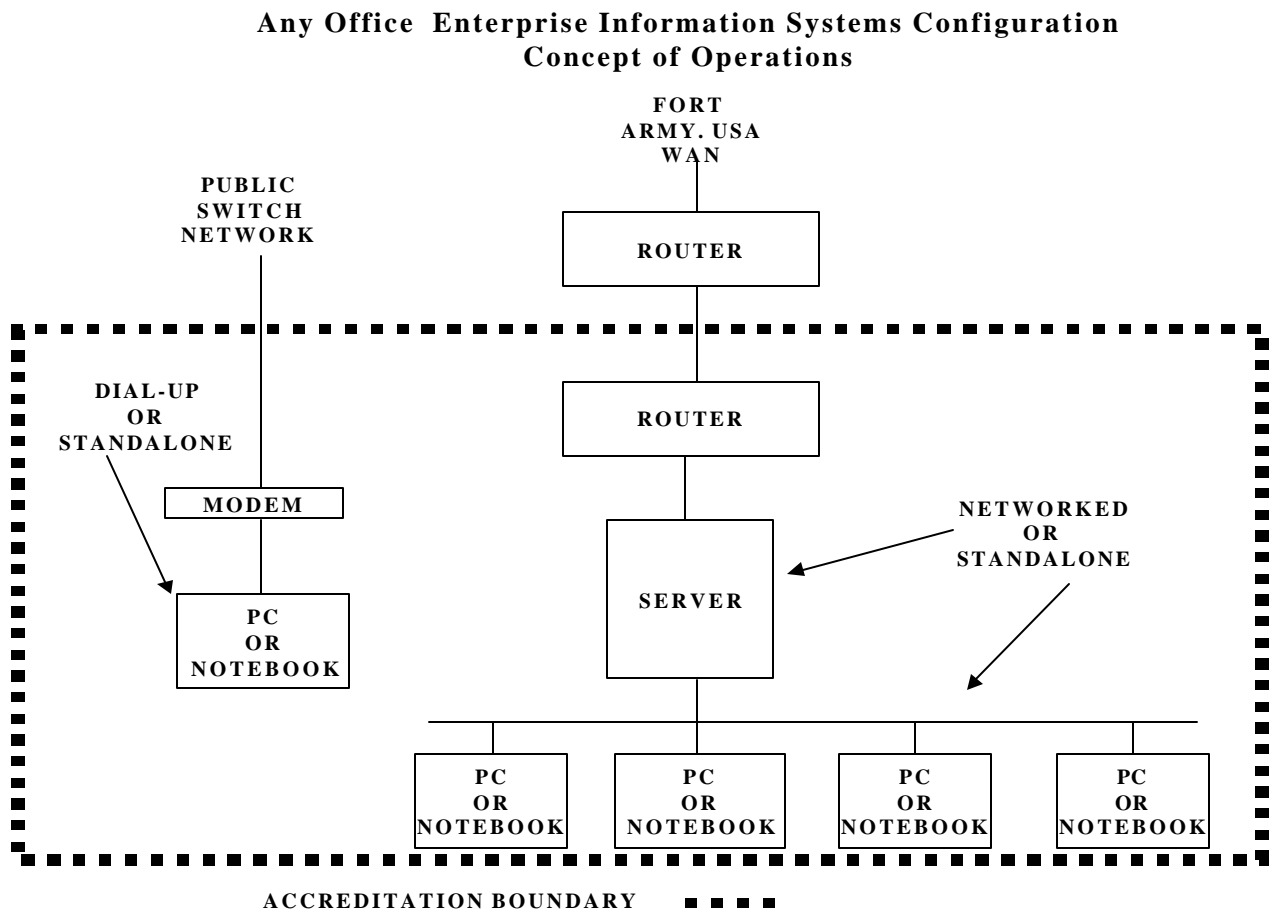 Any Office Enterprise Information Systems Configuration
Concept of Operations
FORT
ARMY. USA
WAN
PUBLIC
SWITCH
NETWORK
ROUTER
DIAL-UP
OR
STANDALONE
ROUTER
MODEM
NETWORKED
OR
STANDALONE
SERVER
PC
OR
NOTEBOOK
PC
OR
NOTEBOOK
PC
OR
NOTEBOOK
PC
OR
NOTEBOOK
PC
OR
NOTEBOOK
ACCREDITATION BOUNDARY